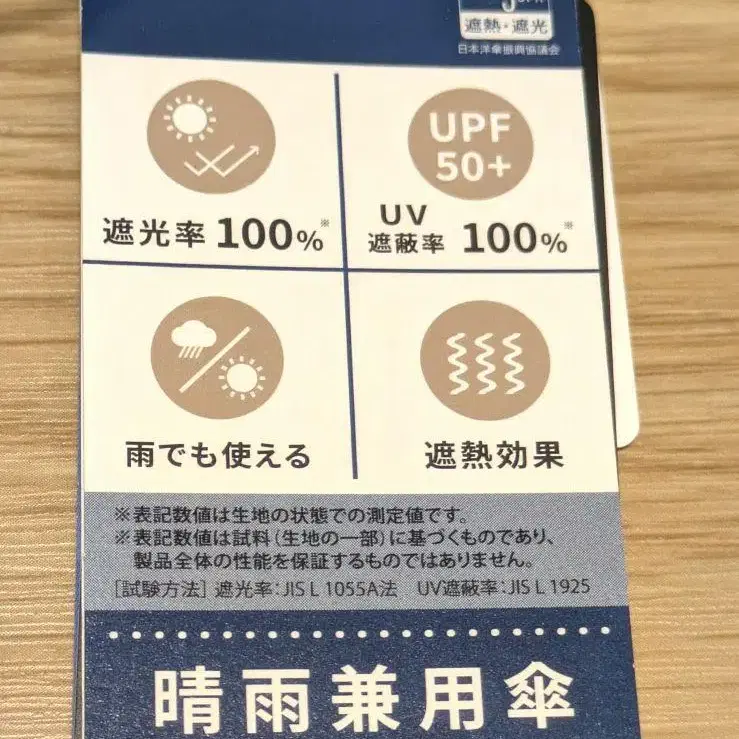 遮熱・遮光
日本洋傘振興協議会
遮光率 100%※
UPF
50+
UV
遮蔽率 100%※
雨でも使える
遮熱効果
※表記数値は生地の状態での測定値です。
※表記数値は試料(生地の一部)に基づくものであり、
製品全体の性能を保証するものではありません。
[試験方法] 遮光率:JIS L 1055A法 UV遮蔽率:JIS L 1925
晴雨兼用傘